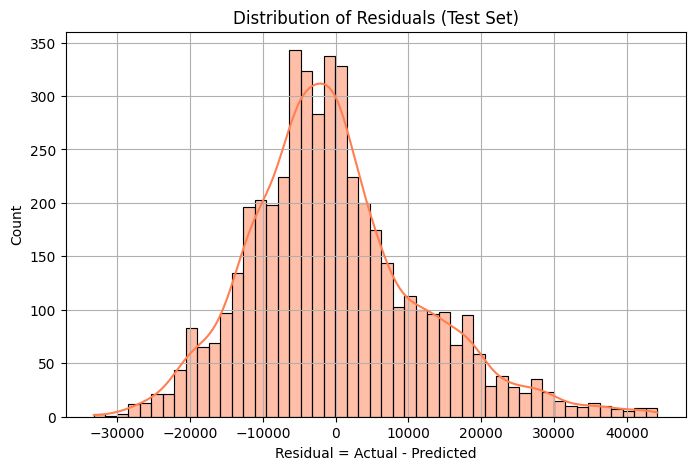 Distribution of Residuals (Test Set)
350
300
250
200
150
100
50
0
Count
−30000 −20000 −10000 0 10000 20000 30000 40000
Residual = Actual - Predicted